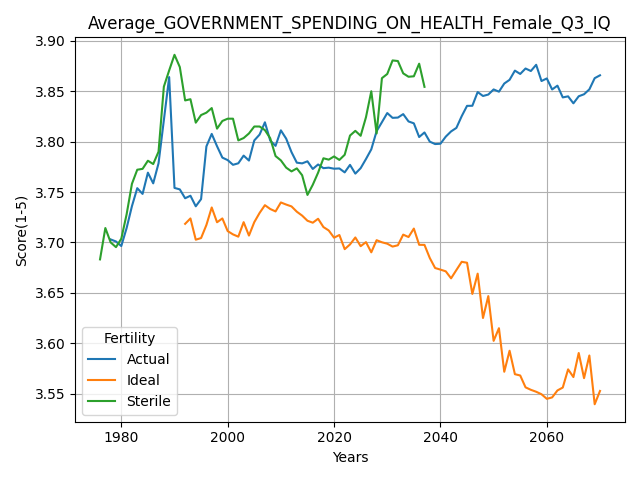 Average_GOVERNMENT_SPENDING_ON_HEALTH_Female_Q3_IQ
3.90
3.85
3.80
3.75
3.70
3.65
3.60
3.55
Score(1-5)
Fertility
Actual
Ideal
Sterile
1980
2000
2020
2040
2060
Years